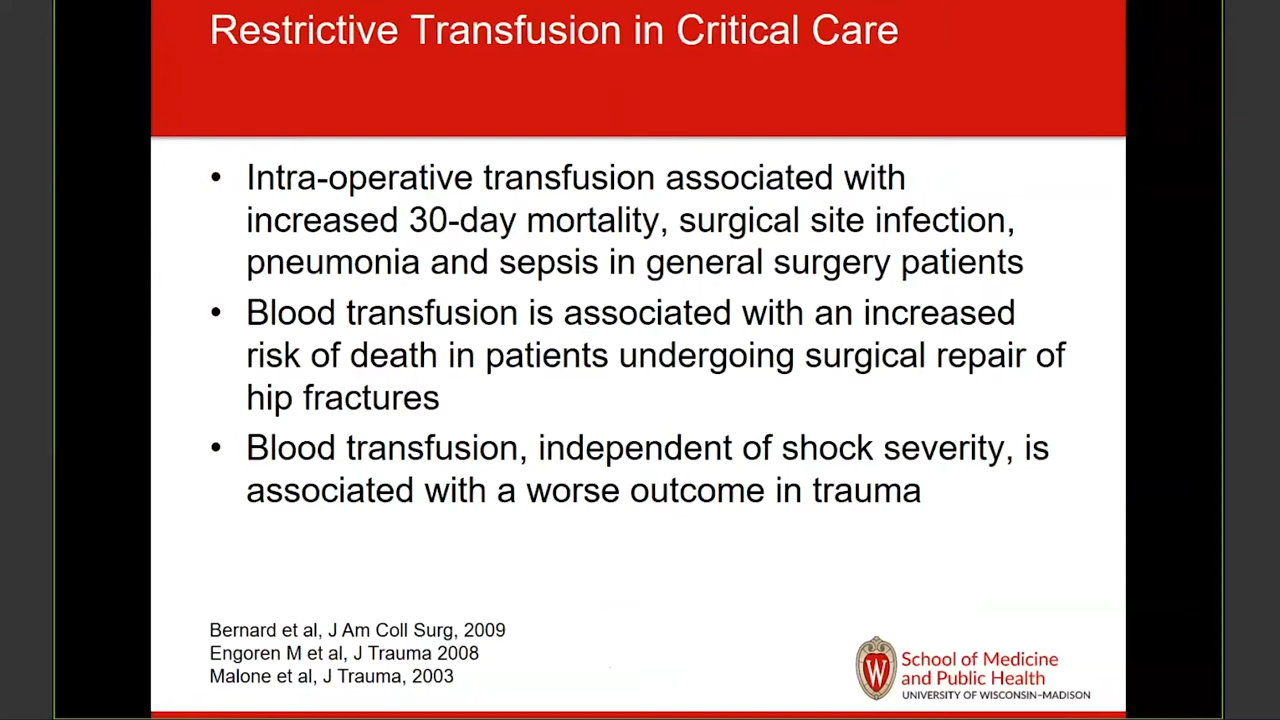 Restrictive Transfusion in Critical Care
• Intra-operative transfusion associated with
increased 30-day mortality, surgical site infection,
pneumonia and sepsis in general surgery patients
• Blood transfusion is associated with an increased
risk of death in patients undergoing surgical repair of
hip fractures
• Blood transfusion, independent of shock severity, is
associated with a worse outcome in trauma
Bernard et al, J Am Coll Surg, 2009
Engoren M et al, J Trauma 2008
Malone et al, J Trauma, 2003
W
School of Medicine
and Public Health
UNIVERSITY OF WISCONSIN–MADISON